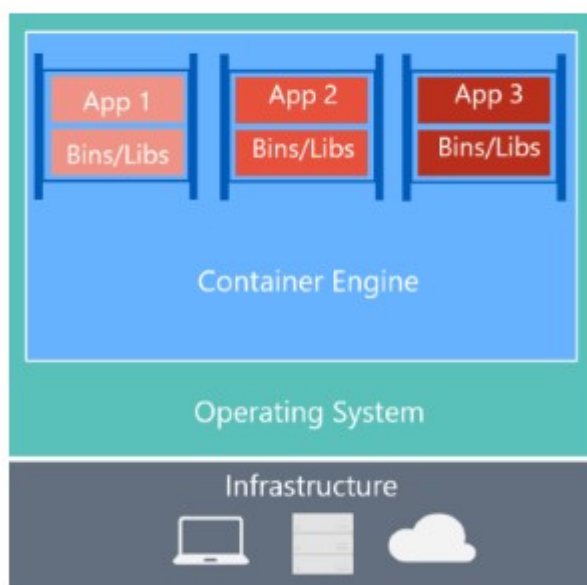 App 1
App 2
App 3
Bins/Libs
Bins/Libs
Bins/Libs
Container Engine
Operating System
Infrastructure